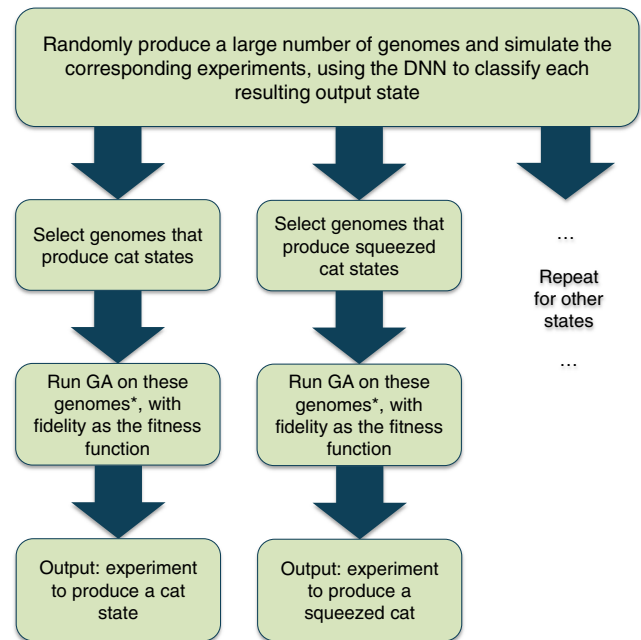 Randomly produce a large number of genomes and simulate the
corresponding experiments, using the DNN to classify each
resulting output state
Select genomes that
produce cat states
Run GA on these
genomes*, with
fidelity as the fitness
function
Output: experiment
to produce a cat
state
Select genomes that
produce squeezed
cat states
Run GA on these
genomes*, with
fidelity as the fitness
function
Output: experiment
to produce a
squeezed cat
...
Repeat
for other
states
...